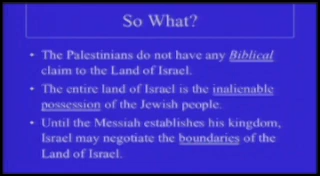 So What?
• The Palestinians do not have any Biblical
claim to the Land of Israel.
• The entire land of Israel is the inalienable
possession of the Jewish people.
• Until the Messiah establishes his kingdom,
Israel may negotiate the boundaries of the
Land of Israel.